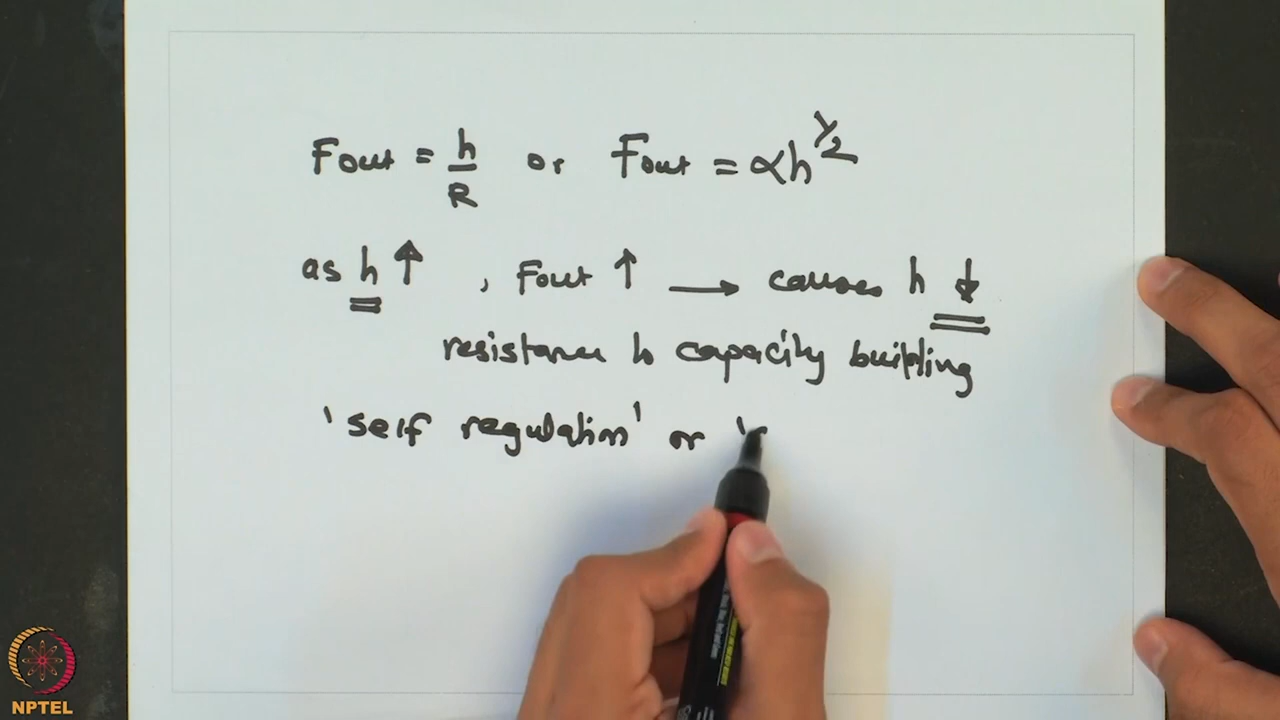 Fout = h/R or Fout = αh^1/2
as h ↑ , Fout ↑ → causes h ↓
resistance to capacity building
'self regulation' or '
NPTEL